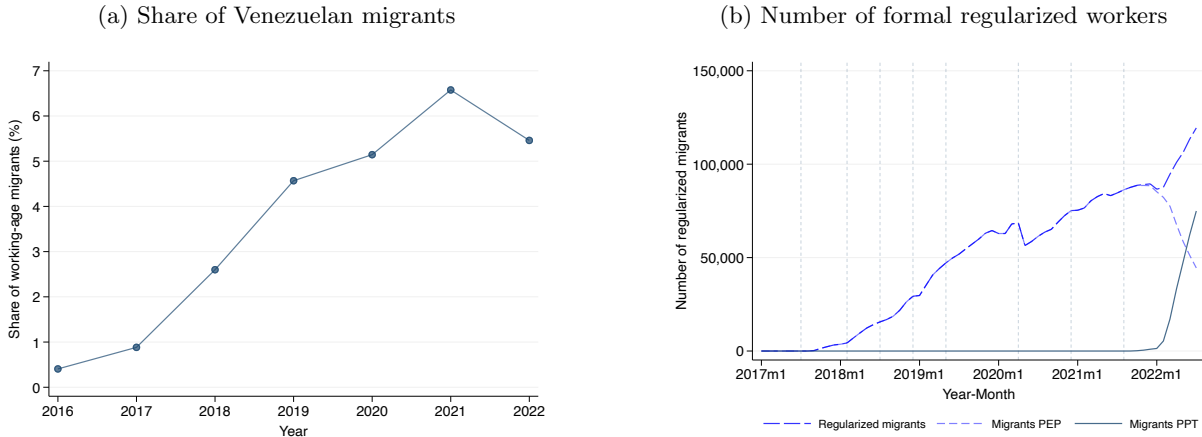 (a) Share of Venezuelan migrants
Share of working-age migrants (%)
7
6
5
4
3
2
1
0
2016 2017 2018 2019 2020 2021 2022
Year
(b) Number of formal regularized workers
Number of regularized migrants
150,000
100,000
50,000
0
2017m1 2018m1 2019m1 2020m1 2021m1 2022m1
Year-Month
Regularized migrants Migrants PEP Migrants PPT